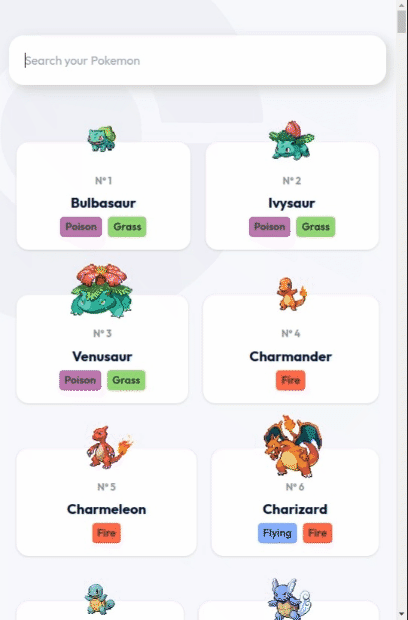 Search your Pokemon
Nº 1
Nº 2
Bulbasaur
Ivysaur
Poison Grass
Poison Grass
Nº 3
Nº 4
Venusaur
Charmander
Poison Grass
Fire
Nº 5
Nº 6
Charmeleon
Charizard
Fire
Flying Fire